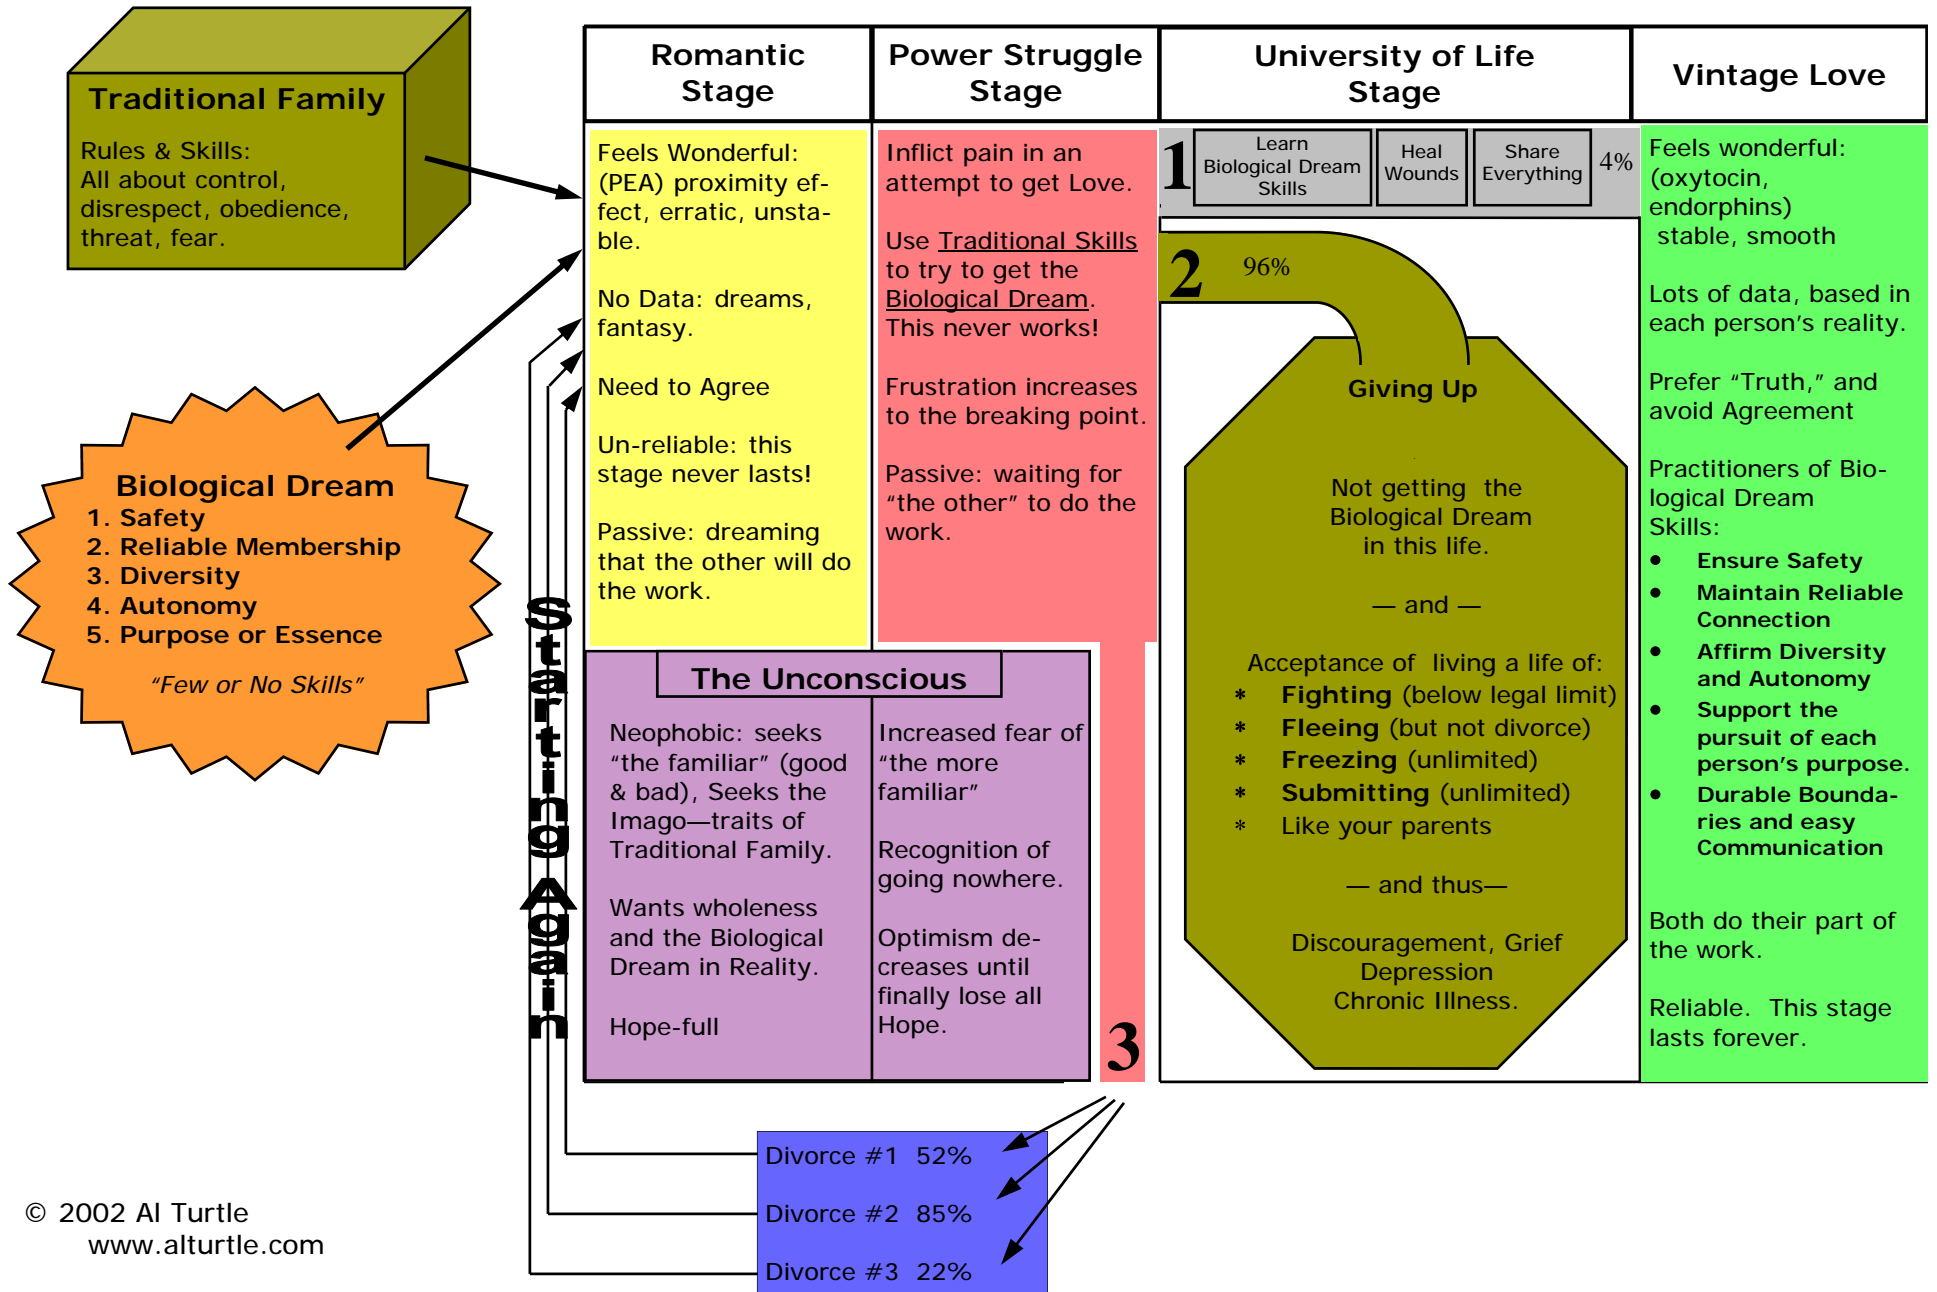 Traditional Family
Rules & Skills:
All about control,
disrespect, obedience,
threat, fear.
Biological Dream
1. Safety
2. Reliable Membership
3. Diversity
4. Autonomy
5. Purpose or Essence
“Few or No Skills”
Starting Again
Romantic
Stage
Feels Wonderful:
(PEA) proximity ef-
fect, erratic, unsta-
ble.
No Data: dreams,
fantasy.
Need to Agree
Un-reliable: this
stage never lasts!
Passive: dreaming
that the other will do
the work.
Power Struggle
Stage
Inflict pain in an
attempt to get Love.
Use Traditional Skills
to try to get the
Biological Dream.
This never works!
Frustration increases
to the breaking point.
Passive: waiting for
“the other” to do the
work.
The Unconscious
Neophobic: seeks
“the familiar” (good
& bad), Seeks the
Imago—traits of
Traditional Family.
Wants wholeness
and the Biological
Dream in Reality.
Hope-full
Increased fear of
“the more
familiar”
Recognition of
going nowhere.
Optimism de-
creases until
finally lose all
Hope.
3
University of Life
Stage
1
Learn
Biological Dream
Skills
Heal
Wounds
Share
Everything
4%
2
96%
Giving Up
Not getting the
Biological Dream
in this life.
— and —
Acceptance of living a life of:
* Fighting (below legal limit)
* Fleeing (but not divorce)
* Freezing (unlimited)
* Submitting (unlimited)
* Like your parents
— and thus—
Discouragement, Grief
Depression
Chronic Illness.
Vintage Love
Feels wonderful:
(oxytocin,
endorphins)
stable, smooth
Lots of data, based in
each person’s reality.
Prefer “Truth,” and
avoid Agreement
Practitioners of Bio-
logical Dream
Skills:
• Ensure Safety
• Maintain Reliable
Connection
• Affirm Diversity
and Autonomy
• Support the
pursuit of each
person’s purpose.
• Durable Bounda-
ries and easy
Communication
Both do their part of
the work.
Reliable. This stage
lasts forever.
Divorce #1 52%
Divorce #2 85%
Divorce #3 22%
© 2002 Al Turtle
www.alturtle.com